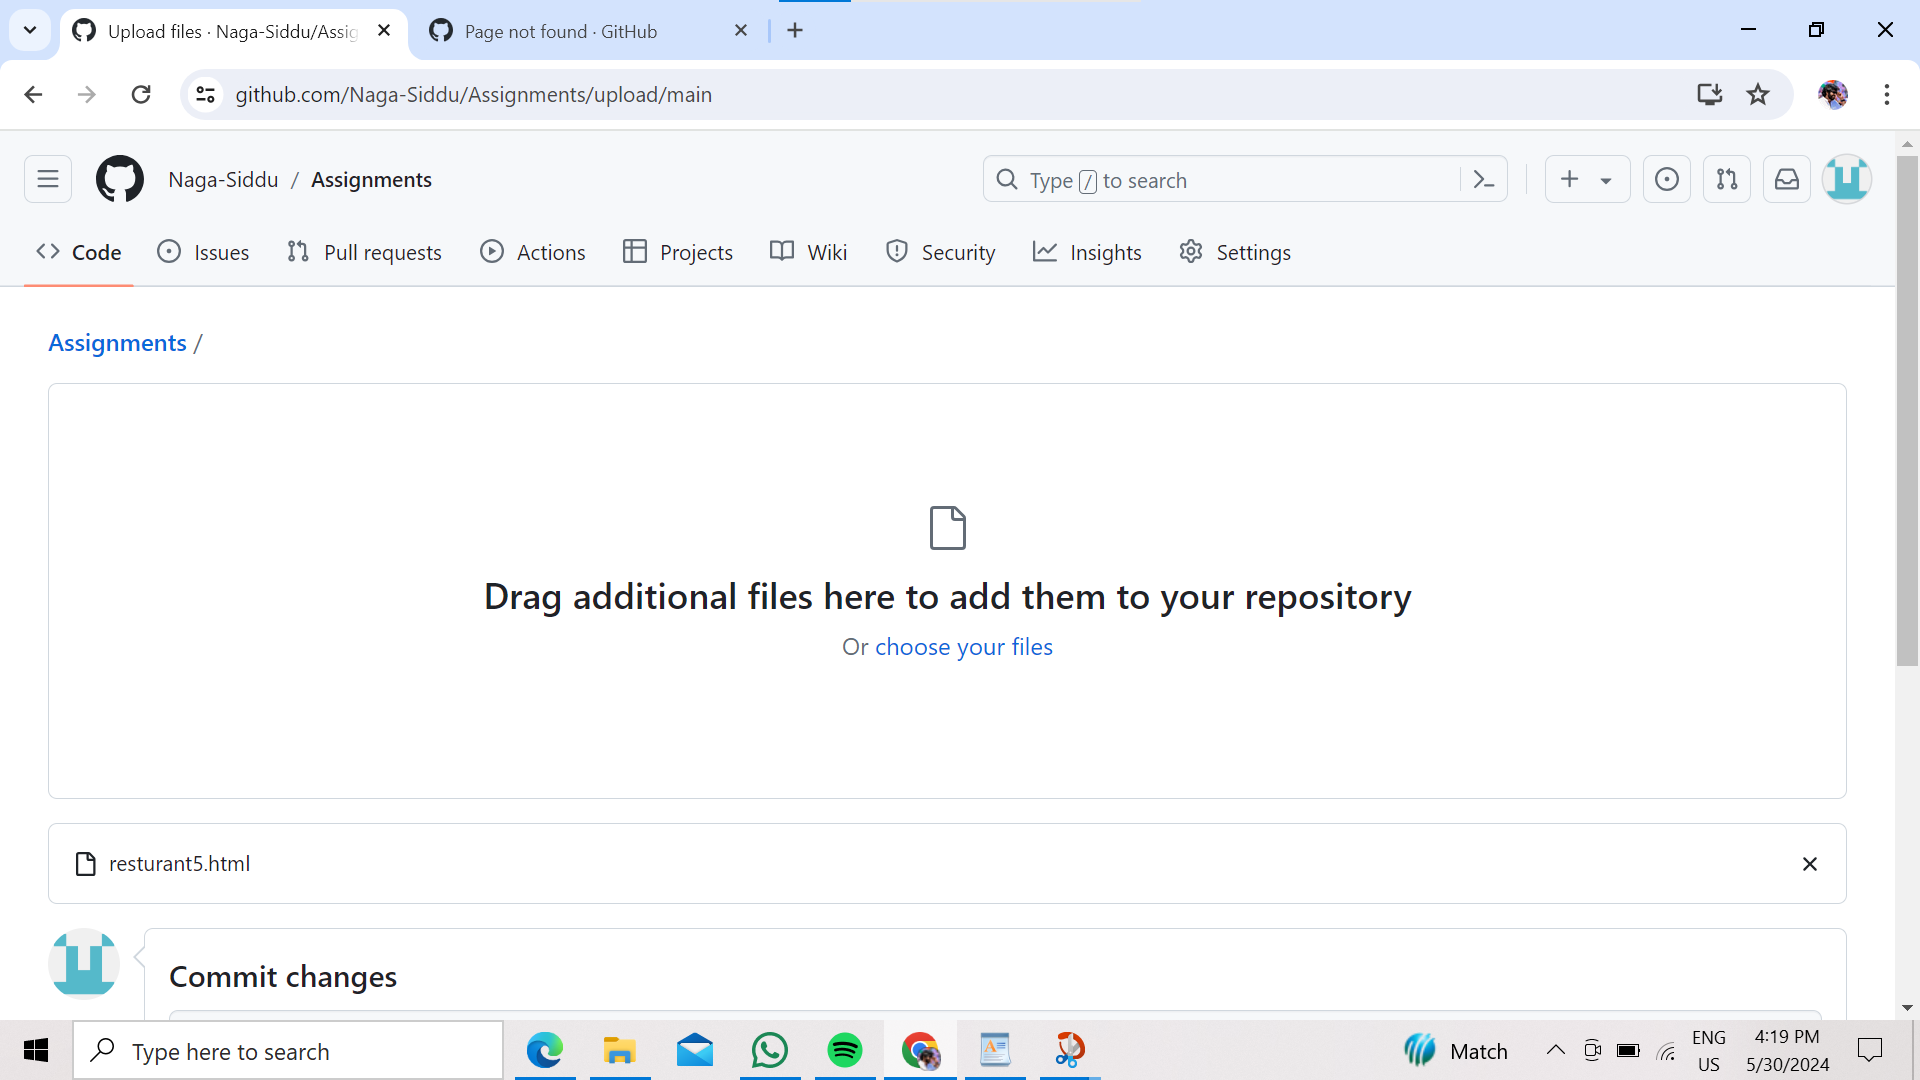 Upload files · Naga-Siddu/Assig
Page not found · GitHub
github.com/Naga-Siddu/Assignments/upload/main
Naga-Siddu / Assignments
Type / to search
Code
Issues
Pull requests
Actions
Projects
Wiki
Security
Insights
Settings
Assignments /
Drag additional files here to add them to your repository
Or choose your files
resturant5.html
Commit changes
Type here to search
Match
ENG
US
4:19 PM
5/30/2024